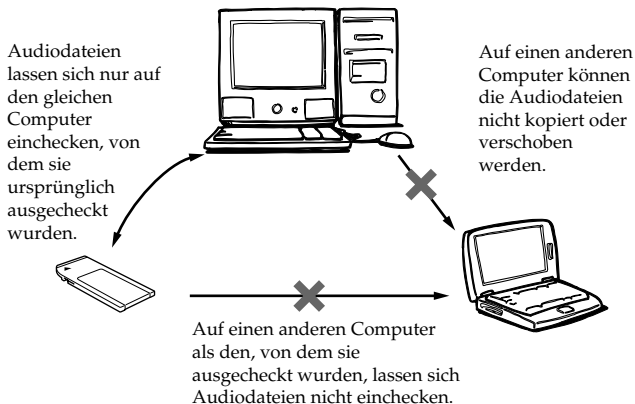 Audiodateien
lassen sich nur auf
den gleichen
Computer
einchecken, von
dem sie
ursprünglich
ausgecheckt
wurden.
Auf einen anderen
Computer können
die Audiodateien
nicht kopiert oder
verschoben
werden.
Auf einen anderen Computer
als den, von dem sie
ausgecheckt wurden, lassen sich
Audiodateien nicht einchecken.